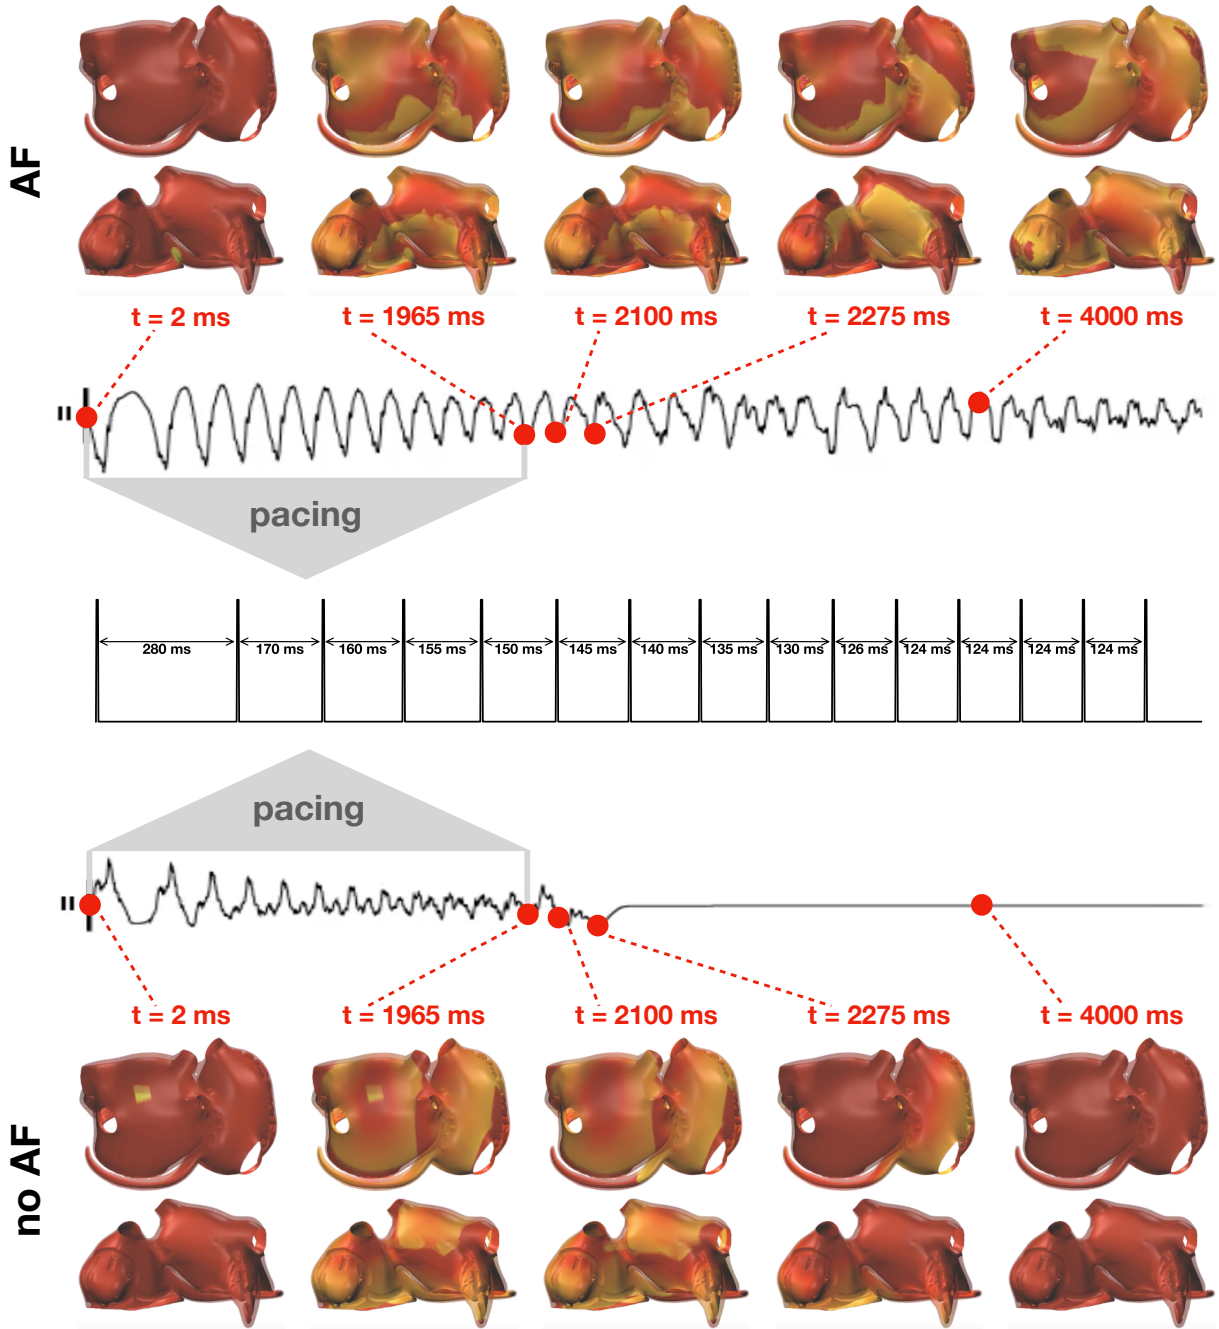 AF
t = 2 ms
t = 1965 ms
t = 2100 ms
t = 2275 ms
t = 4000 ms
II
pacing
280 ms
170 ms
160 ms
155 ms
150 ms
145 ms
140 ms
135 ms
130 ms
126 ms
124 ms
124 ms
124 ms
124 ms
pacing
II
t = 2 ms
t = 1965 ms
t = 2100 ms
t = 2275 ms
t = 4000 ms
no AF